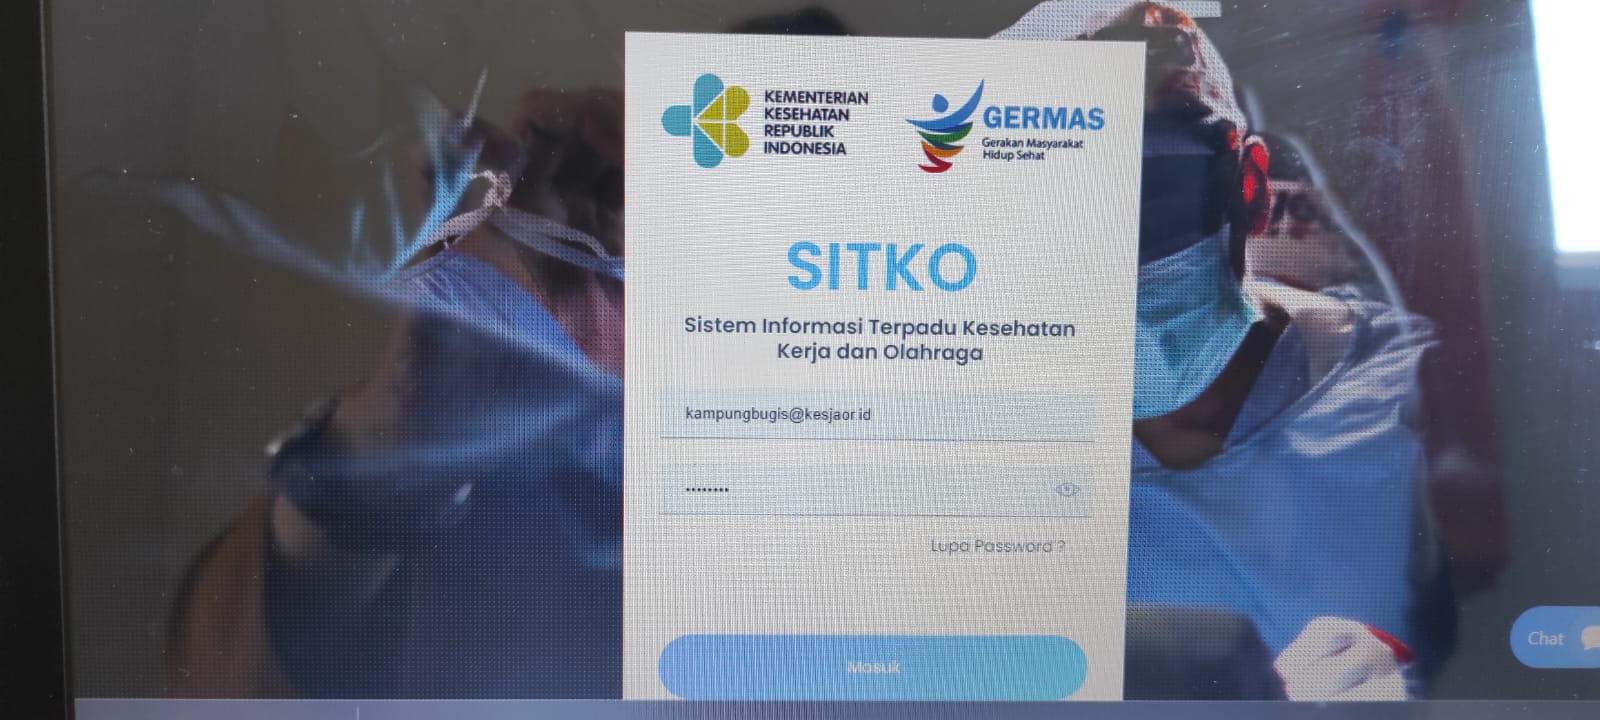 KEMENTERIAN
KESEHATAN
REPUBLIK
INDONESIA
GERMAS
Gerakan Masyarakat
Hidup Sehat
SITKO
Sistem Informasi Terpadu Kesehatan
Kerja dan Olahraga
kampungbugis@kesjaor.id
••••••••
Lupa Password ?
Masuk
Chat